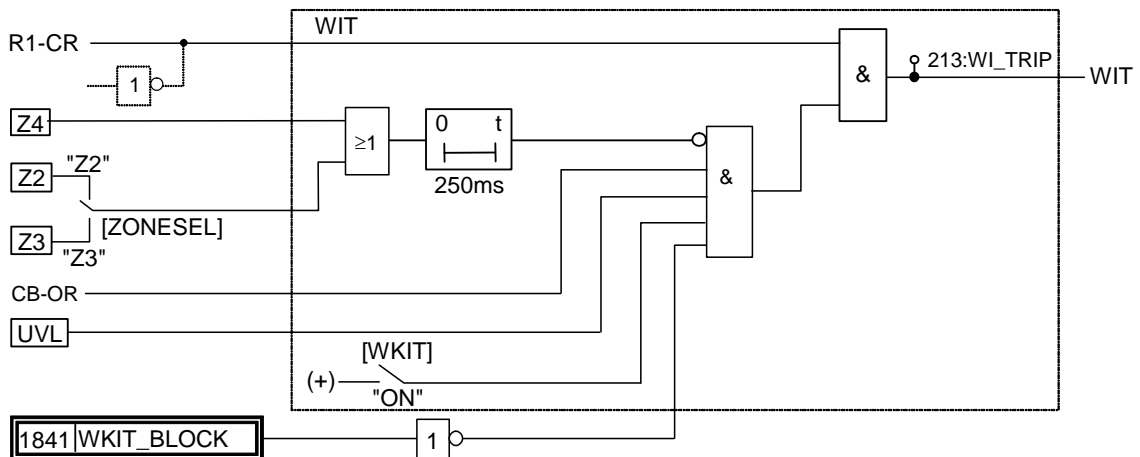 WIT
R1-CR
1
&
213:WI_TRIP
WIT
Z4
≥1
0 t
250ms
Z2
"Z2"
&
[ZONESEL]
Z3
"Z3"
CB-OR
UVL
[WKIT]
(+)
"ON"
1841 WKIT_BLOCK
1